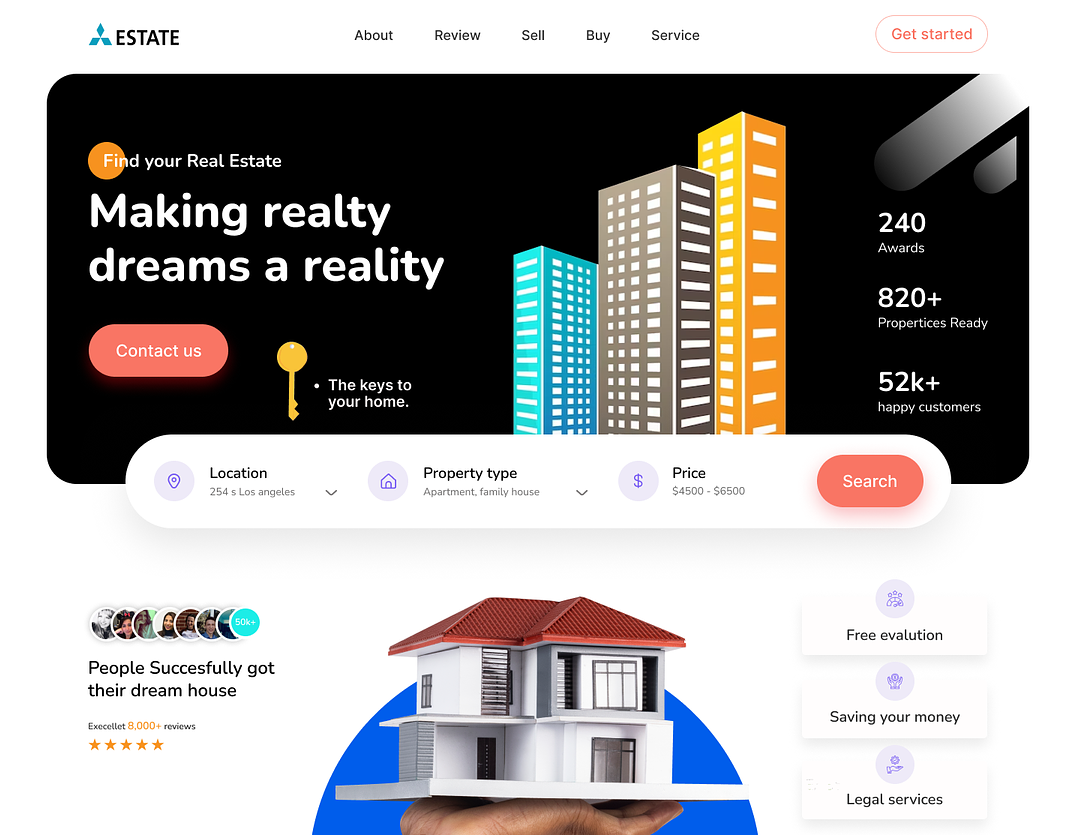 ESTATE
About
Review
Sell
Buy
Service
Get started
Find your Real Estate
Making realty
dreams a reality
Contact us
• The keys to
your home.
240
Awards
820+
Propertices Ready
52k+
happy customers
Location
254 s Los angeles
Property type
Apartment, family house
Price
$4500 - $6500
Search
50k+
People Succesfully got
their dream house
Execellet 8,000+ reviews
Free evalution
Saving your money
Legal services